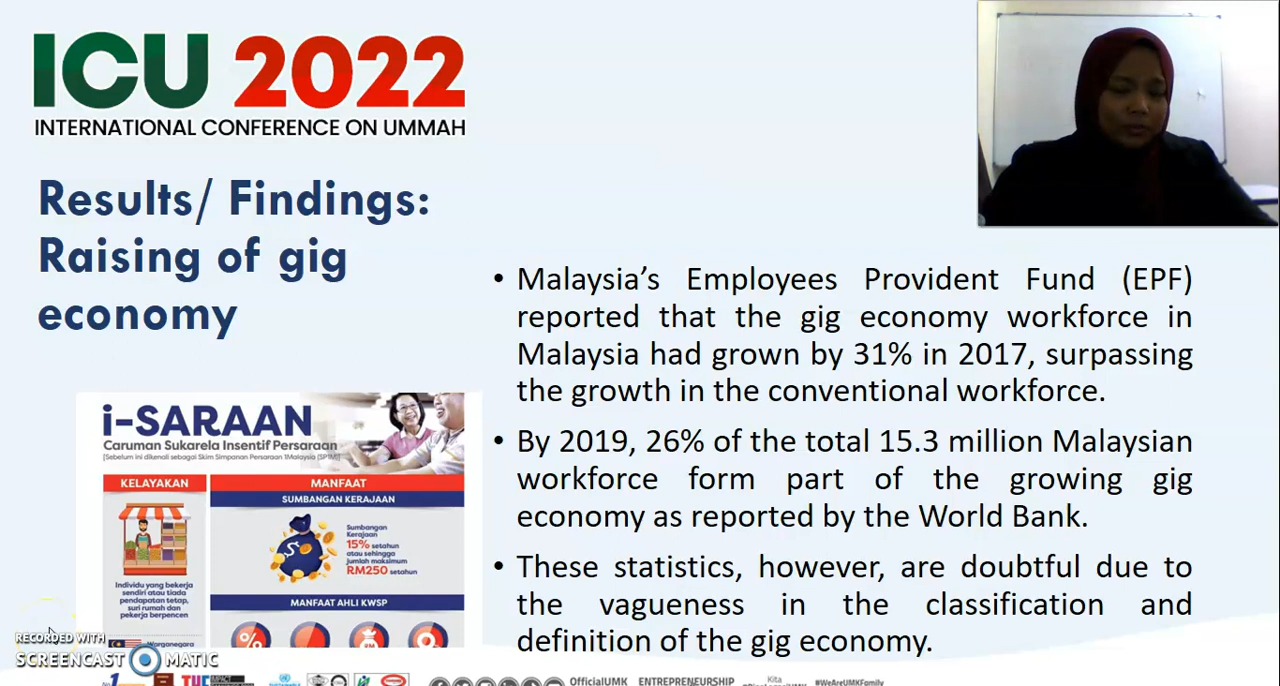 ICU 2022
INTERNATIONAL CONFERENCE ON UMMAH
Results/ Findings:
Raising of gig
economy
• Malaysia's Employees Provident Fund (EPF)
reported that the gig economy workforce in
Malaysia had grown by 31% in 2017, surpassing
the growth in the conventional workforce.
• By 2019, 26% of the total 15.3 million Malaysian
workforce form part of the growing gig
economy as reported by the World Bank.
• These statistics, however, are doubtful due to
the vagueness in the classification and
definition of the gig economy.
i-SARAAN
Caruman Sukarela Insentif Persaraan
[Sebelum ini dikenali sebagai Skim Simpanan Persaraan 1Malaysia (SP1M)]
KELAYAKAN
MANFAAT
SUMBANGAN KERAJAAN
Sumbangan
Kerajaan
15% setahun
atau sehingga
jumlah maksimum
RM250 setahun
Individu yang bekerja
sendiri atau tiada
pendapatan tetap,
suri rumah dan
pekerja berpencen
MANFAAT AHLI KWSP
Warganegara
RECORDED WITH
SCREENCAST MATIC
OfficialUMK
ENTREPRENEURSHIP
Kita
#WeAreUMKFamily